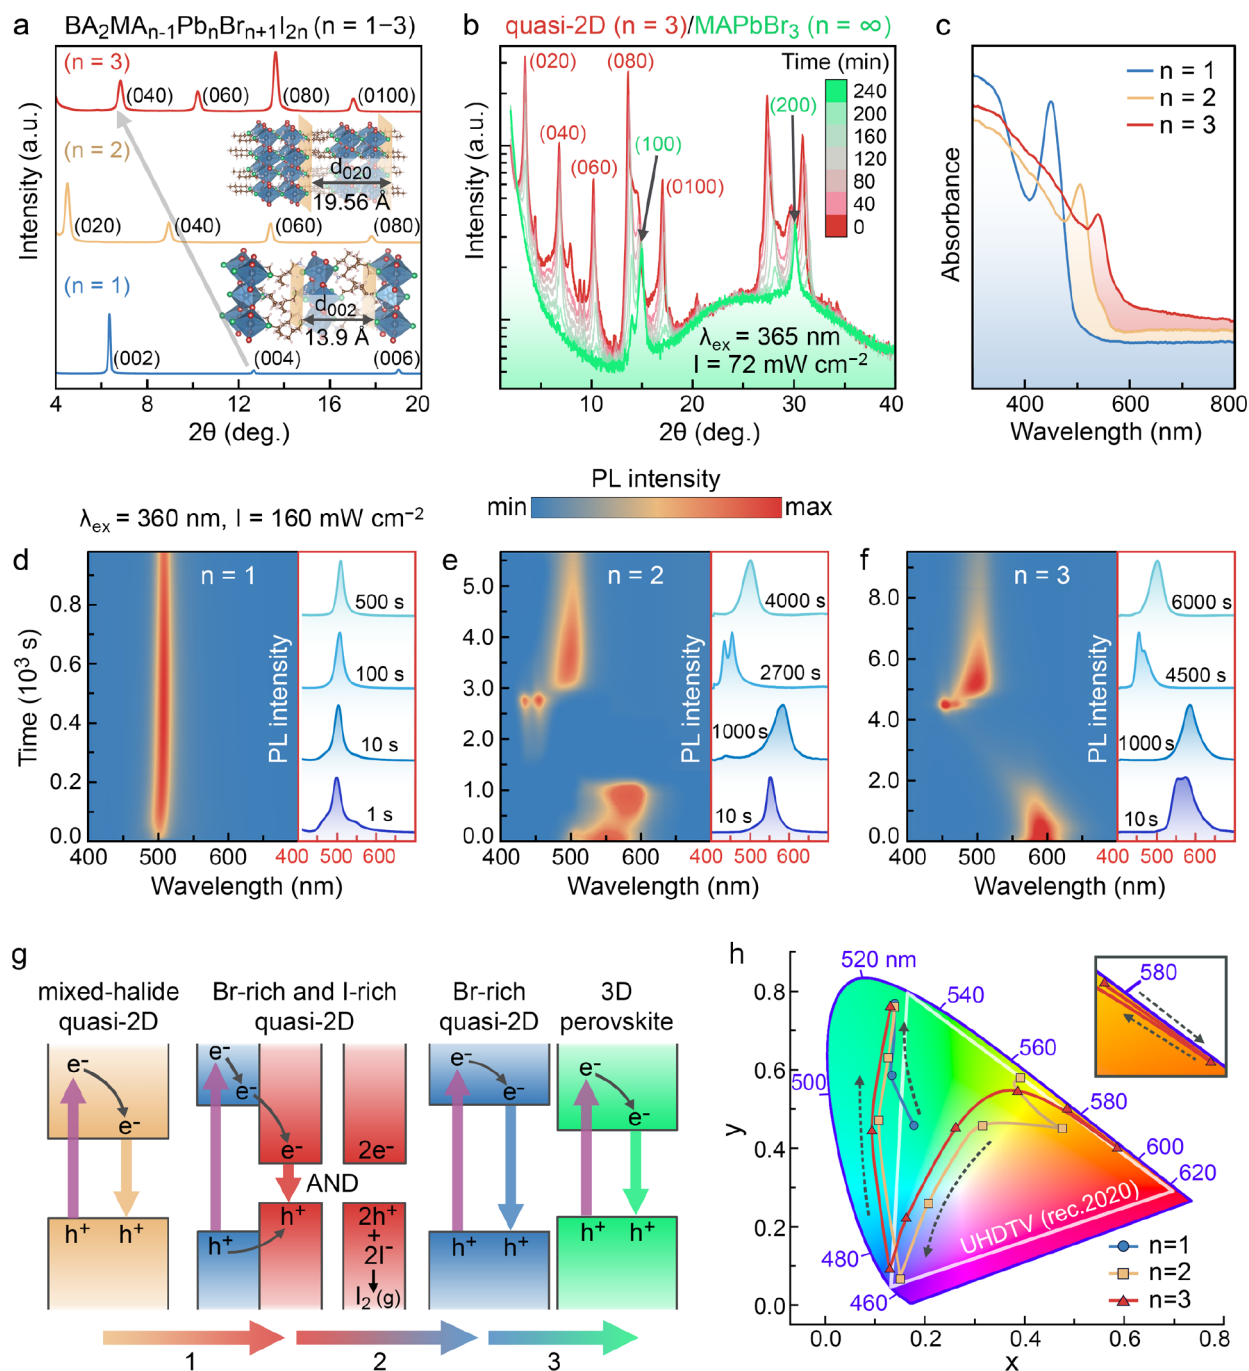 a BA₂MAₙ₋₁PbₙBrₙ₊₁I₂ₙ (n = 1–3)
Intensity (a.u.)
(n = 3)
(040) (060) (080) (0100)
(n = 2)
d₀₂₀
19.56 Å
(020) (040) (060) (080)
(n = 1)
d₀₀₂
13.9 Å
(002) (004) (006)
4 8 12 16 20
2θ (deg.)
b quasi-2D (n = 3)/MAPbBr₃ (n = ∞)
Intensity (a.u.)
(020) (080)
Time (min)
240
200
160
120
80
40
0
(040) (100) (200)
(060) (0100)
λₑₓ = 365 nm
I = 72 mW cm⁻²
10 20 30 40
2θ (deg.)
c
Absorbance
n = 1
n = 2
n = 3
400 600 800
Wavelength (nm)
PL intensity
min max
λₑₓ = 360 nm, I = 160 mW cm⁻²
d
Time (10³ s)
0.8
0.6
0.4
0.2
0.0
n = 1
PL intensity
500 s
100 s
10 s
1 s
400 500 600 400 500 600
Wavelength (nm)
e
5.0
4.0
3.0
2.0
1.0
0.0
n = 2
PL intensity
4000 s
2700 s
1000 s
10 s
400 500 600 400 500 600
Wavelength (nm)
f
8.0
6.0
4.0
2.0
0.0
n = 3
PL intensity
6000 s
4500 s
1000 s
10 s
400 500 600 400 500 600
Wavelength (nm)
g
mixed-halide
quasi-2D
Br-rich and I-rich
quasi-2D
Br-rich
quasi-2D
3D
perovskite
e⁻ e⁻
h⁺ h⁺
e⁻ e⁻ e⁻ 2e⁻
AND
h⁺ h⁺
2h⁺
+
2I⁻
I₂ (g)
e⁻ e⁻
h⁺ h⁺
e⁻ e⁻
h⁺ h⁺
1 2 3
h
y
0.8
0.6
0.4
0.2
0.0
520 nm
540
560
580
600
620
500
480
460
580
UHDTV (rec.2020)
n=1
n=2
n=3
0.0 0.2 0.4 0.6 0.8
x